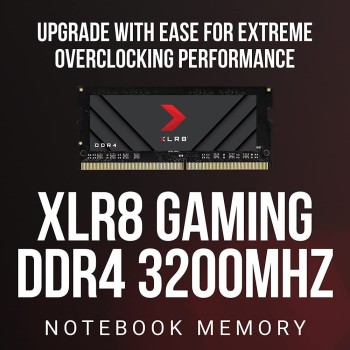 UPGRADE WITH EASE FOR EXTREME
OVERCLOCKING PERFORMANCE
DDR4
XLR8
XLR8 GAMING
DDR4 3200MHZ
NOTEBOOK MEMORY